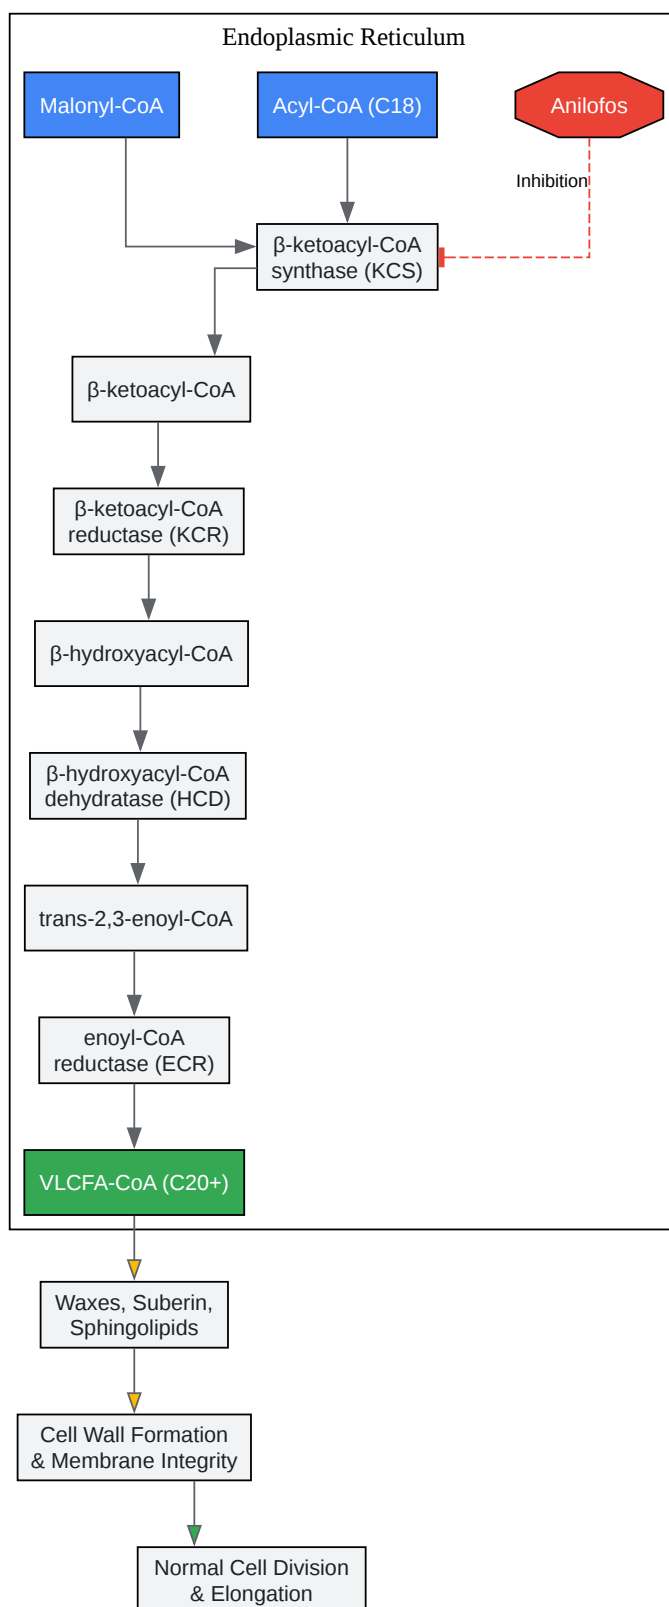 Endoplasmic Reticulum
Malonyl-CoA
Acyl-CoA (C18)
Anilofos
Inhibition
β-ketoacyl-CoA
synthase (KCS)
β-ketoacyl-CoA
β-ketoacyl-CoA
reductase (KCR)
β-hydroxyacyl-CoA
β-hydroxyacyl-CoA
dehydratase (HCD)
trans-2,3-enoyl-CoA
enoyl-CoA
reductase (ECR)
VLCFA-CoA (C20+)
Waxes, Suberin,
Sphingolipids
Cell Wall Formation
& Membrane Integrity
Normal Cell Division
& Elongation